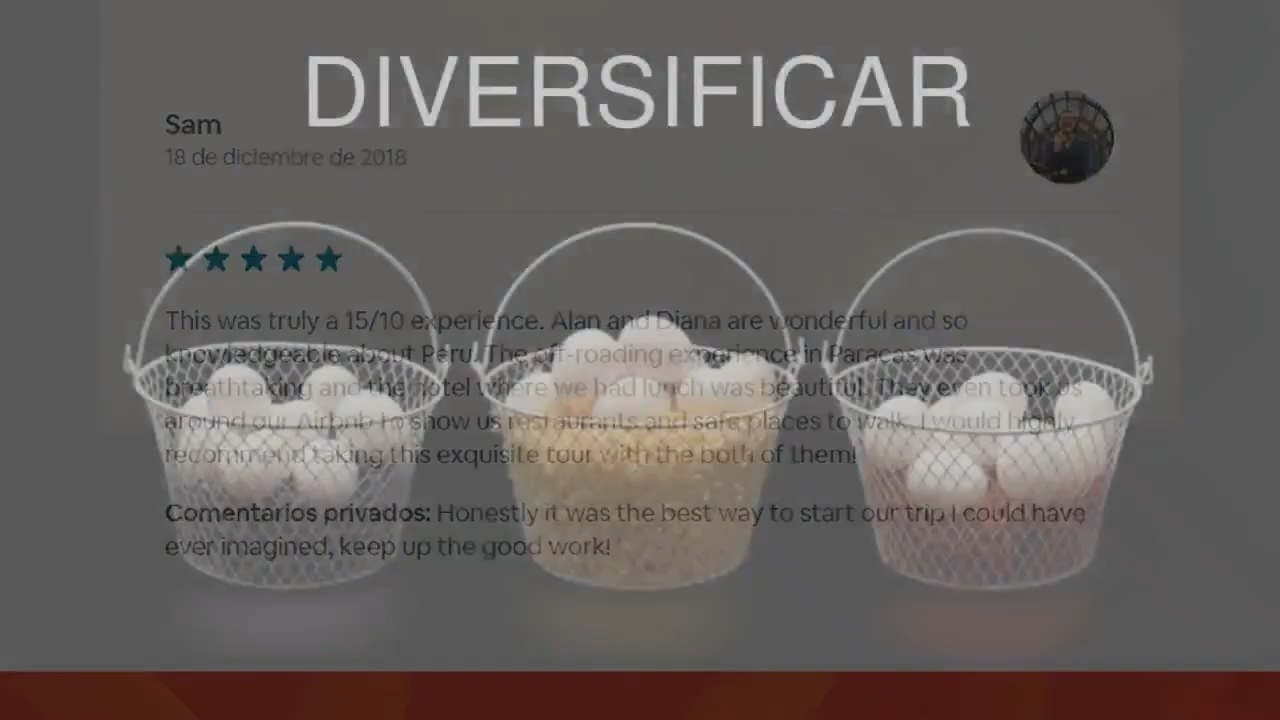 DIVERSIFICAR
Sam
18 de diciembre de 2018
This was truly a 15/10 experience. Alan and Diana are wonderful and so
knowledgeable about Peru. The off-roading experience in Paracas was
breathtaking and the hotel where we had lunch was beautiful. They even took us
around our Airbnb to show us restaurants and safe places to walk. I would highly
recommend taking this exquisite tour with the both of them!
Comentarios privados: Honestly it was the best way to start our trip I could have
ever imagined, keep up the good work!